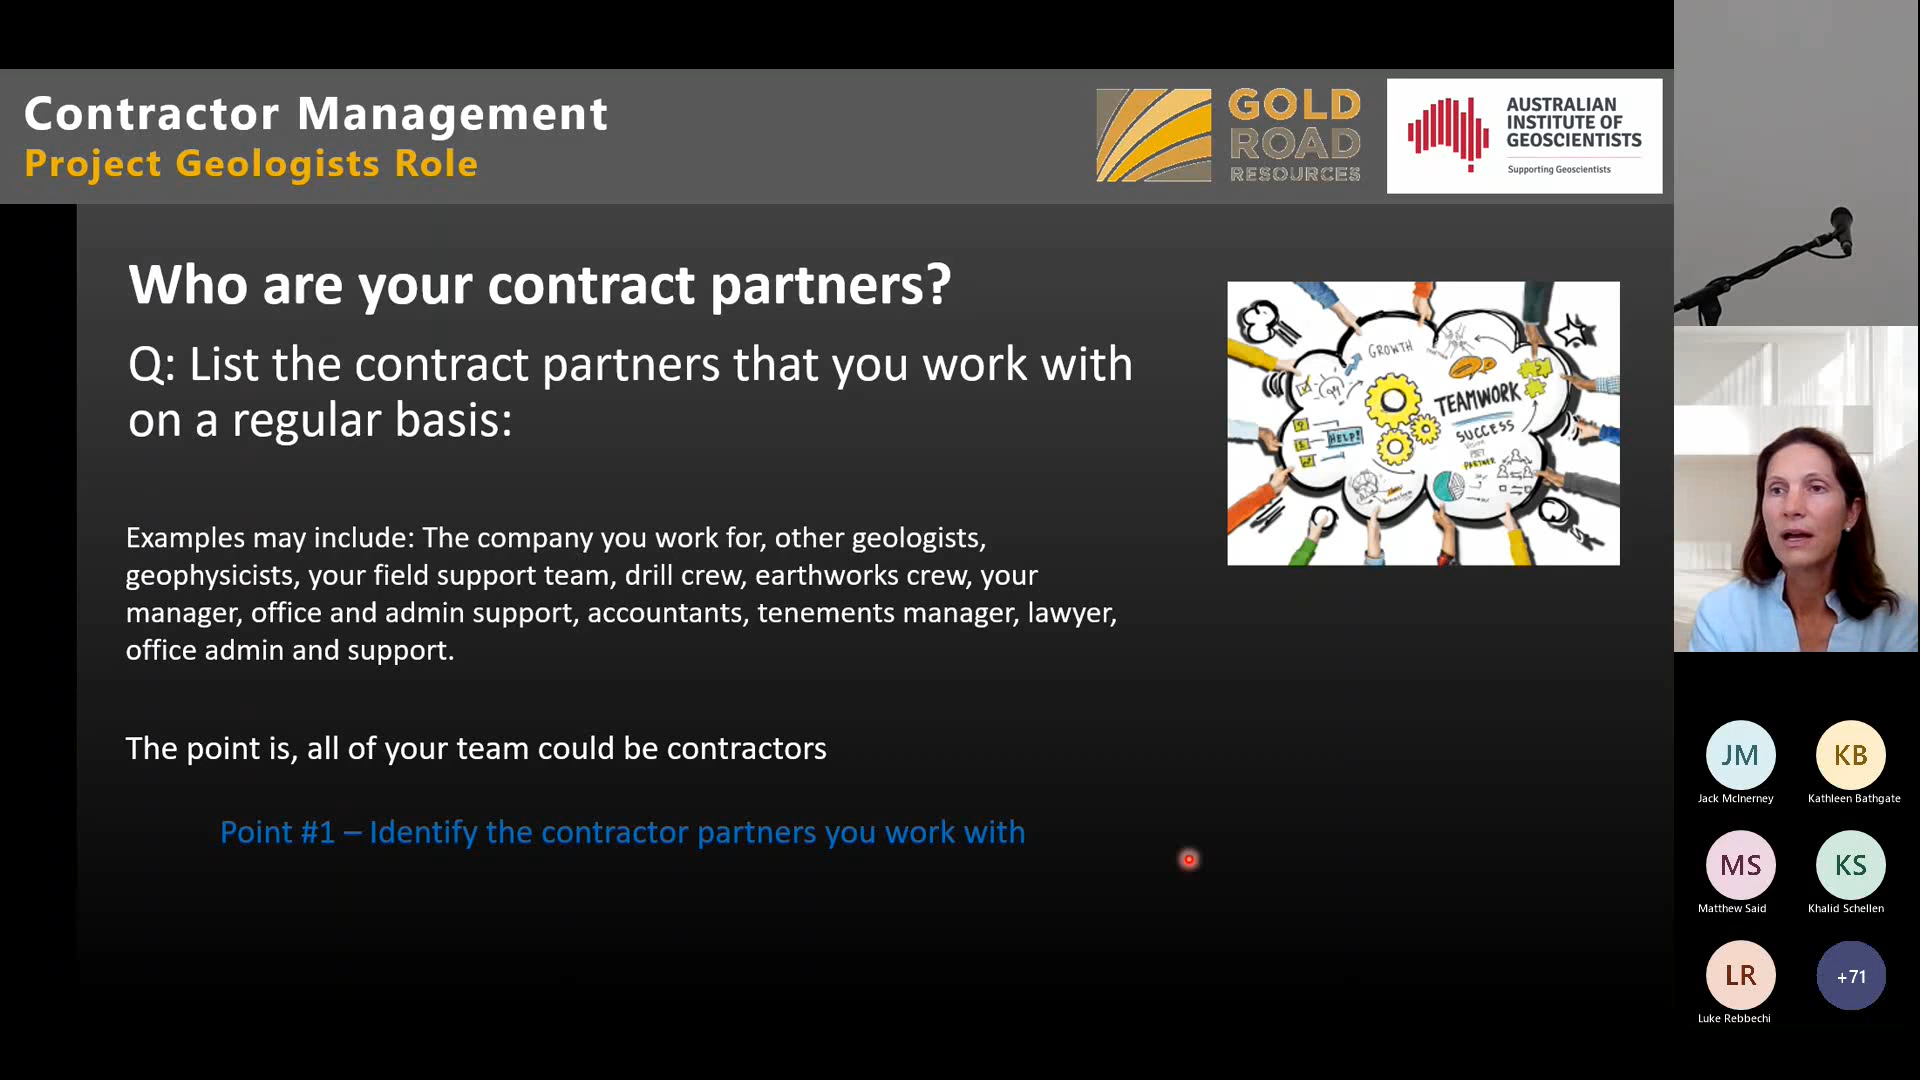 Contractor Management
Project Geologists Role
GOLD
ROAD
RESOURCES
AUSTRALIAN
INSTITUTE OF
GEOSCIENTISTS
Supporting Geoscientists
Who are your contract partners?
Q: List the contract partners that you work with
on a regular basis:
GROWTH
TEAMWORK
SUCCESS
HELP!
PARTNER
Examples may include: The company you work for, other geologists,
geophysicists, your field support team, drill crew, earthworks crew, your
manager, office and admin support, accountants, tenements manager, lawyer,
office admin and support.
The point is, all of your team could be contractors
Point #1 – Identify the contractor partners you work with
JM
KB
Jack McInerney
Kathleen Bathgate
MS
KS
Matthew Said
Khalid Schellen
LR
+71
Luke Rebbechi